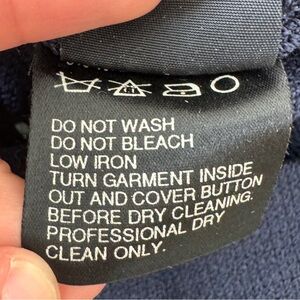 DO NOT WASH
DO NOT BLEACH
LOW IRON
TURN GARMENT INSIDE
OUT AND COVER BUTTON
BEFORE DRY CLEANING.
PROFESSIONAL DRY
CLEAN ONLY.